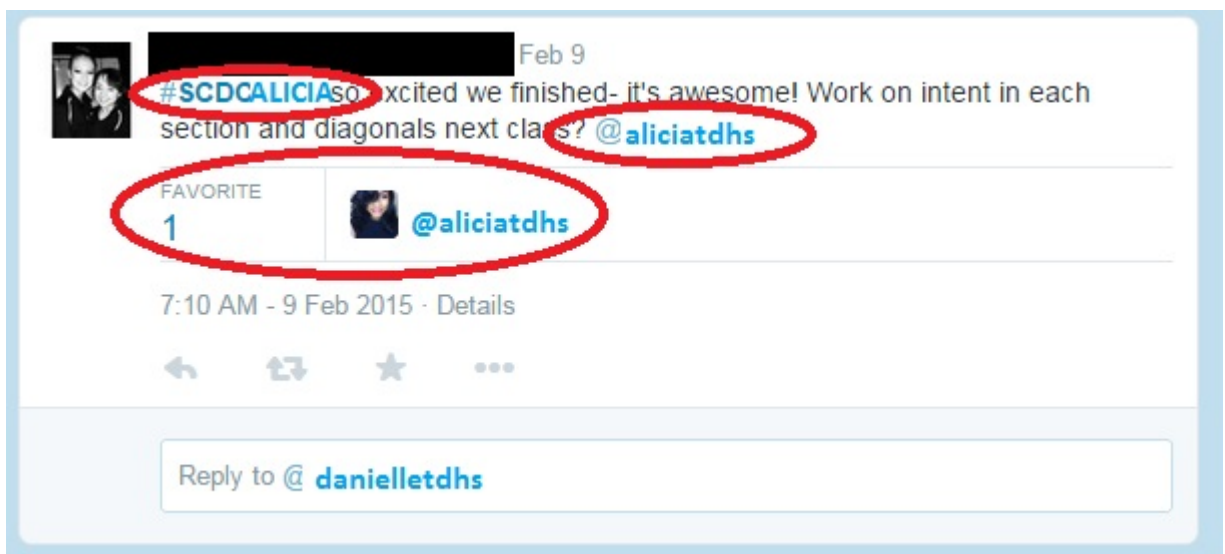 Feb 9
#SCDCALICIA so excited we finished- it's awesome! Work on intent in each
section and diagonals next class? @aliciatdhs
FAVORITE
1
@aliciatdhs
7:10 AM - 9 Feb 2015 · Details
Reply to @ danielletdhs